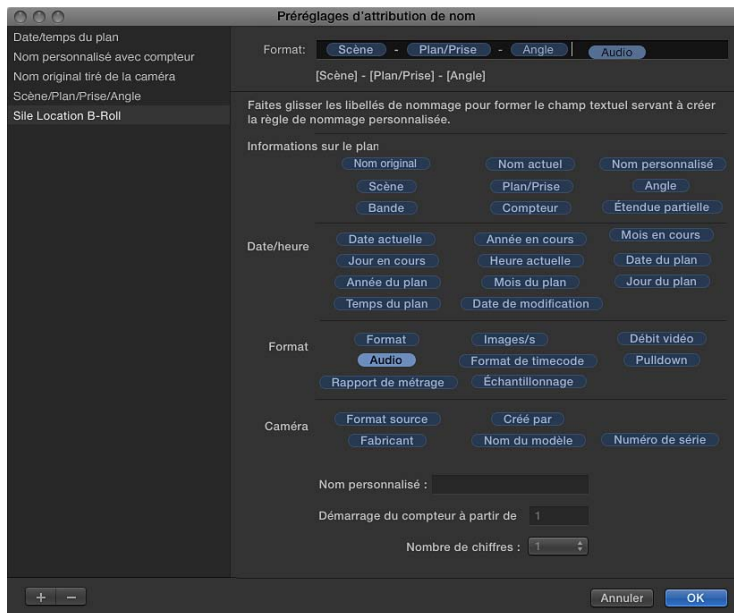 Préréglages d'attribution de nom
Date/temps du plan
Nom personnalisé avec compteur
Nom original tiré de la caméra
Scène/Plan/Prise/Angle
Sile Location B-Roll
Format: Scène - Plan/Prise - Angle Audio
[Scène] - [Plan/Prise] - [Angle]
Faites glisser les libellés de nommage pour former le champ textuel servant à créer
la règle de nommage personnalisée.
Informations sur le plan
Nom original Nom actuel Nom personnalisé
Scène Plan/Prise Angle
Bande Compteur Étendue partielle
Date/heure
Date actuelle Année en cours Mois en cours
Jour en cours Heure actuelle Date du plan
Année du plan Mois du plan Jour du plan
Temps du plan Date de modification
Format
Format Images/s Débit vidéo
Audio Format de timecode Pulldown
Rapport de métrage Échantillonnage
Caméra
Format source Créé par
Fabricant Nom du modèle Numéro de série
Nom personnalisé :
Démarrage du compteur à partir de 1
Nombre de chiffres : 1
+ −
Annuler OK